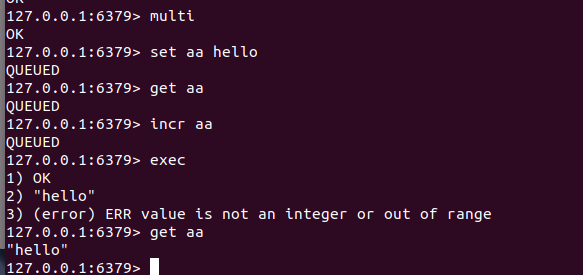 OK
127.0.0.1:6379> multi
OK
127.0.0.1:6379> set aa hello
QUEUED
127.0.0.1:6379> get aa
QUEUED
127.0.0.1:6379> incr aa
QUEUED
127.0.0.1:6379> exec
1) OK
2) "hello"
3) (error) ERR value is not an integer or out of range
127.0.0.1:6379> get aa
"hello"
127.0.0.1:6379>